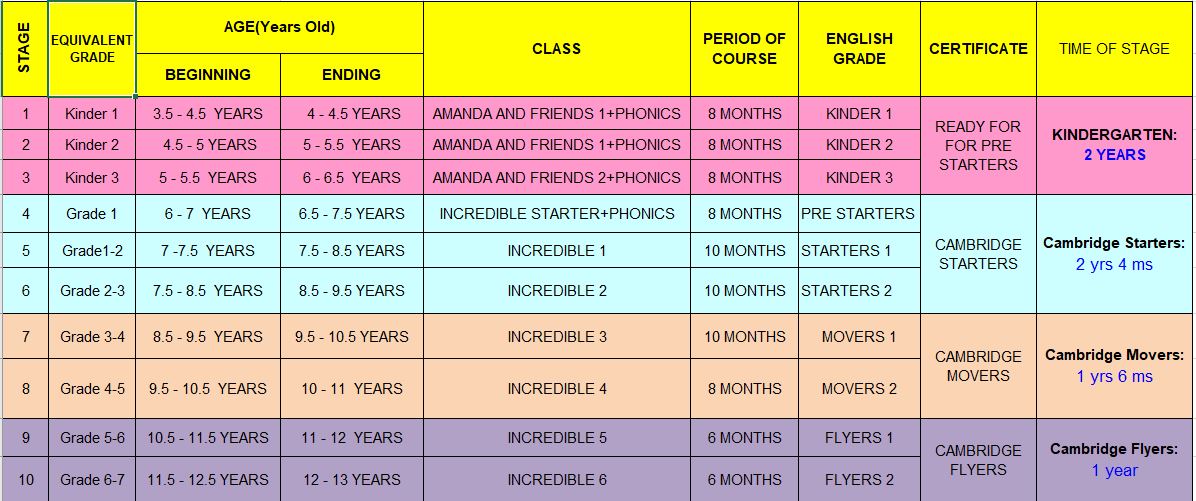 STAGE EQUIVALENT GRADE AGE(Years Old) CLASS PERIOD OF COURSE ENGLISH GRADE CERTIFICATE TIME OF STAGE
BEGINNING ENDING
1 Kinder 1 3.5 - 4.5 YEARS 4 - 4.5 YEARS AMANDA AND FRIENDS 1+PHONICS 8 MONTHS KINDER 1
2 Kinder 2 4.5 - 5 YEARS 5 - 5.5 YEARS AMANDA AND FRIENDS 1+PHONICS 8 MONTHS KINDER 2
3 Kinder 3 5 - 5.5 YEARS 6 - 6.5 YEARS AMANDA AND FRIENDS 2+PHONICS 8 MONTHS KINDER 3
READY FOR
FOR PRE
STARTERS
KINDERGARTEN:
2 YEARS
4 Grade 1 6 - 7 YEARS 6.5 - 7.5 YEARS INCREDIBLE STARTER+PHONICS 8 MONTHS PRE STARTERS
5 Grade1-2 7 -7.5 YEARS 7.5 - 8.5 YEARS INCREDIBLE 1 10 MONTHS STARTERS 1
6 Grade 2-3 7.5 - 8.5 YEARS 8.5 - 9.5 YEARS INCREDIBLE 2 10 MONTHS STARTERS 2
CAMBRIDGE
STARTERS
Cambridge Starters:
2 yrs 4 ms
7 Grade 3-4 8.5 - 9.5 YEARS 9.5 - 10.5 YEARS INCREDIBLE 3 10 MONTHS MOVERS 1
8 Grade 4-5 9.5 - 10.5 YEARS 10 - 11 YEARS INCREDIBLE 4 8 MONTHS MOVERS 2
CAMBRIDGE
MOVERS
Cambridge Movers:
1 yrs 6 ms
9 Grade 5-6 10.5 - 11.5 YEARS 11 - 12 YEARS INCREDIBLE 5 6 MONTHS FLYERS 1
10 Grade 6-7 11.5 - 12.5 YEARS 12 - 13 YEARS INCREDIBLE 6 6 MONTHS FLYERS 2
CAMBRIDGE
FLYERS
Cambridge Flyers:
1 year